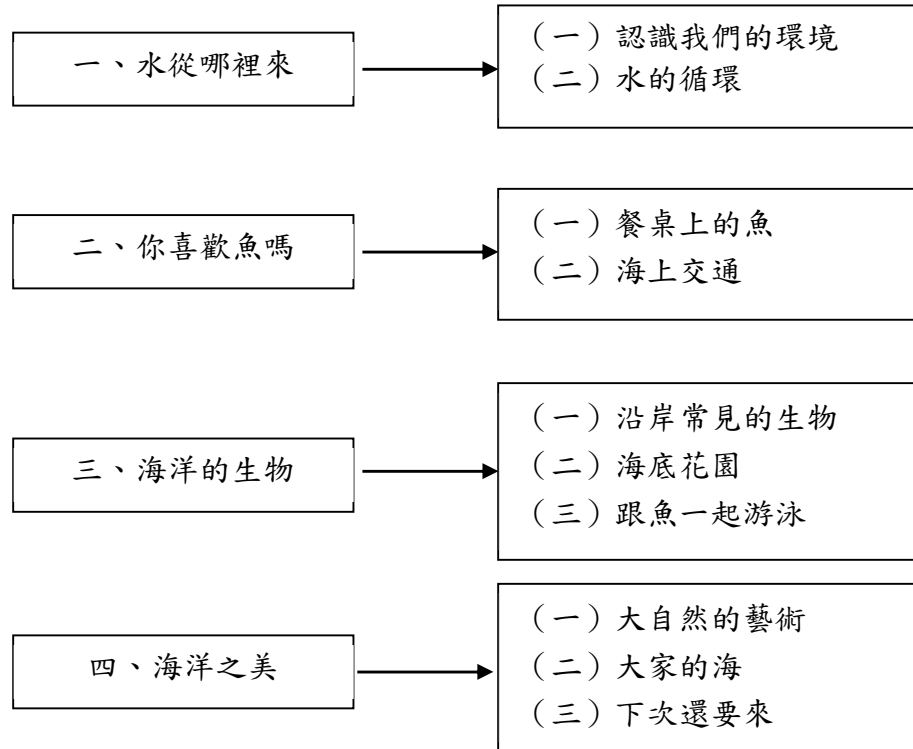 一、水從哪裡來
（一）認識我們的環境
（二）水的循環
二、你喜歡魚嗎
（一）餐桌上的魚
（二）海上交通
三、海洋的生物
（一）沿岸常見的生物
（二）海底花園
（三）跟魚一起游泳
四、海洋之美
（一）大自然的藝術
（二）大家的海
（三）下次還要來